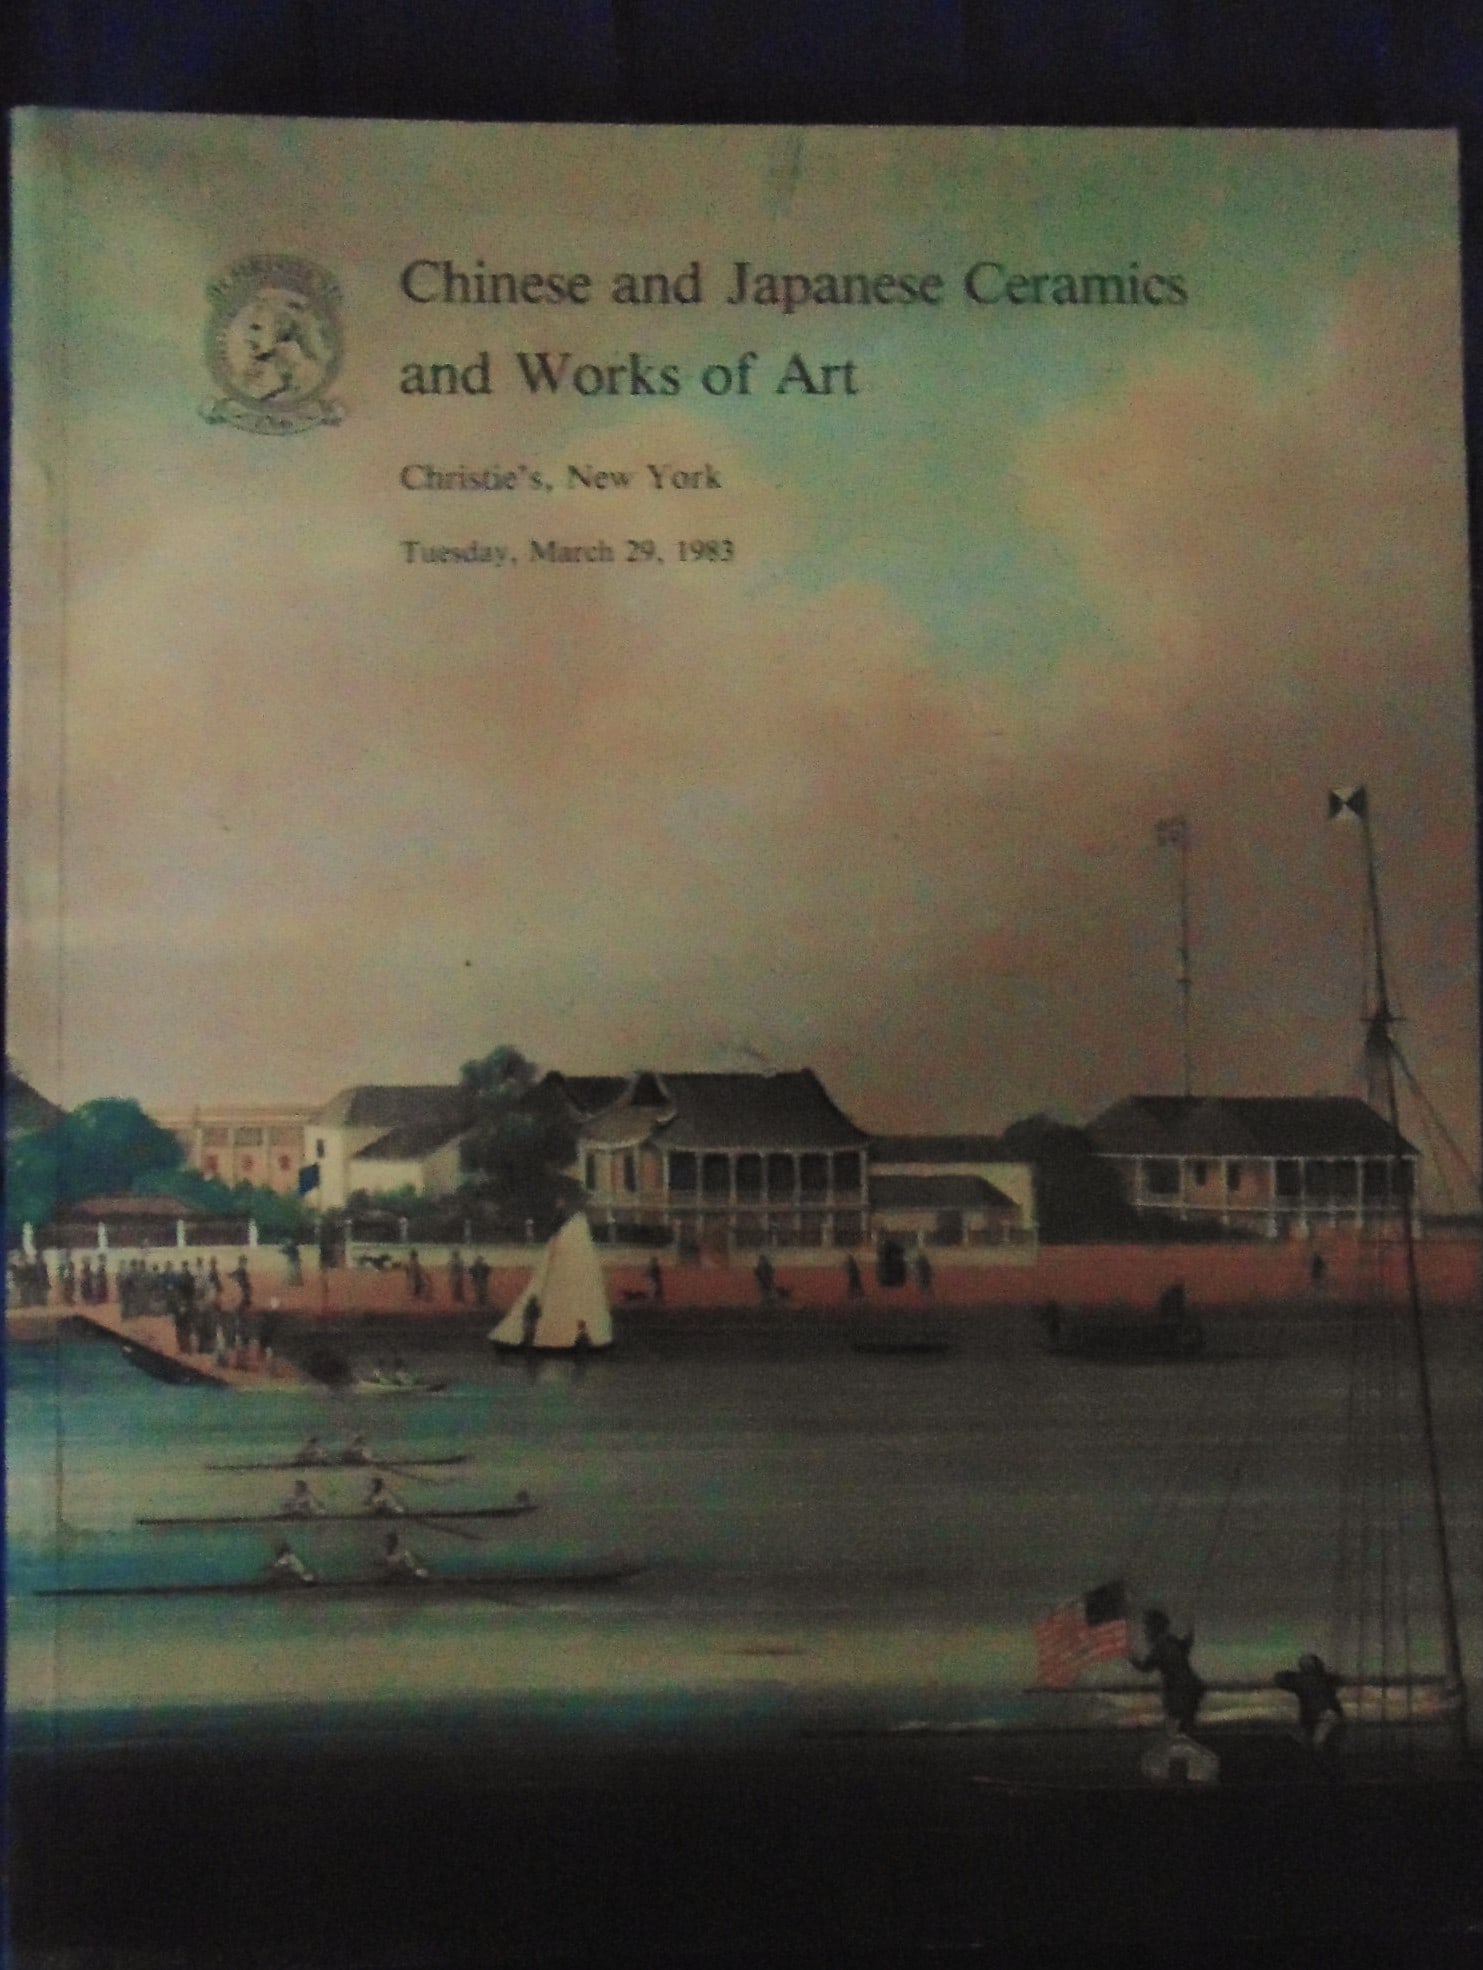 Chinese and Japanese Ceramics
and Works of Art
Christie's, New York
Tuesday, March 29, 1983